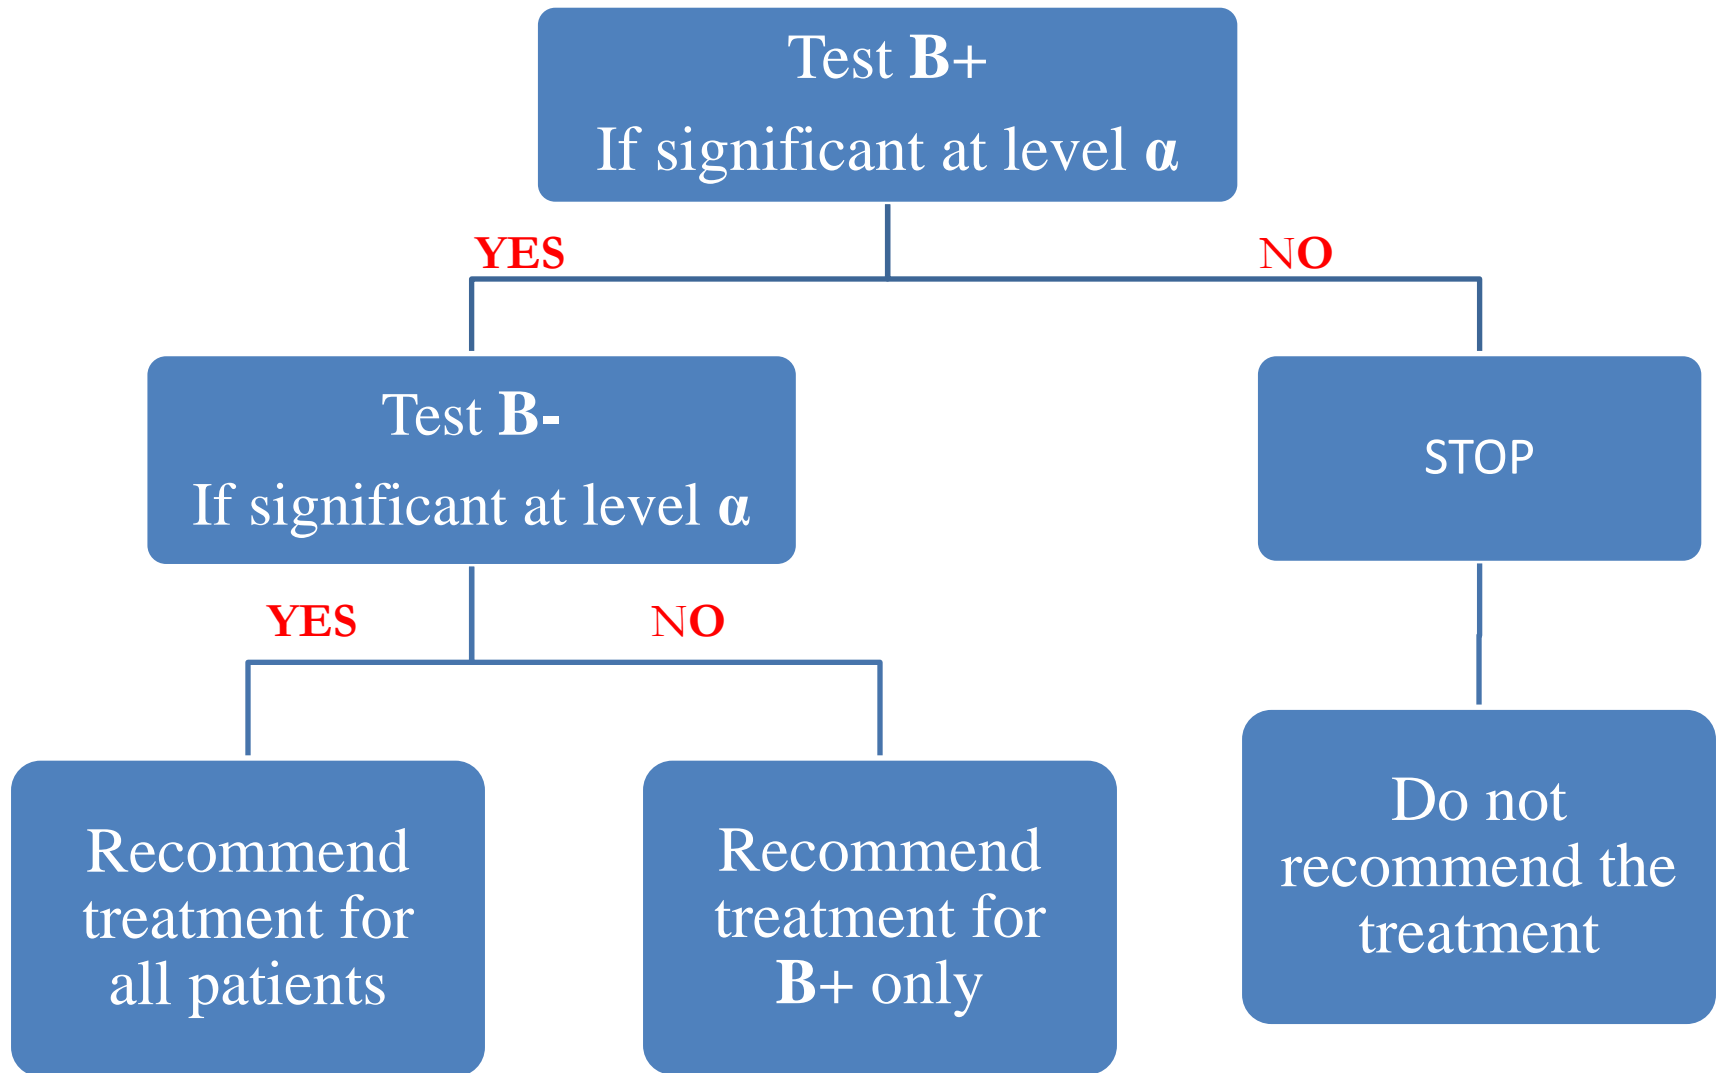 Test B+
If significant at level α
YES
NO
Test B-
If significant at level α
STOP
YES
NO
Recommend
treatment for
all patients
Recommend
treatment for
B+ only
Do not
recommend the
treatment